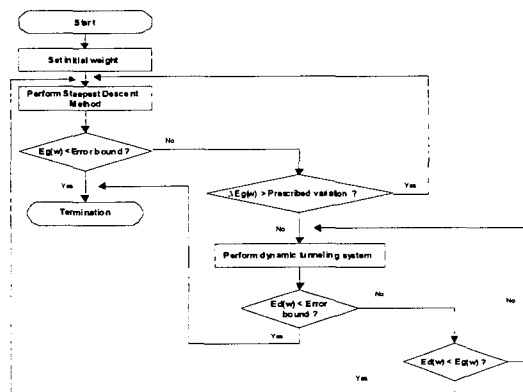 Start
Set initial weight
Perform Steepest Descent
Method
Eg(w) < Error bound ?
No
Yes
Termination
Δ Eg(w) > Prescribed variation ?
Yes
No
Perform dynamic tunneling system
Ed(w) < Error
bound ?
No
Yes
No
Ed(w) < Eg(w) ?
Yes